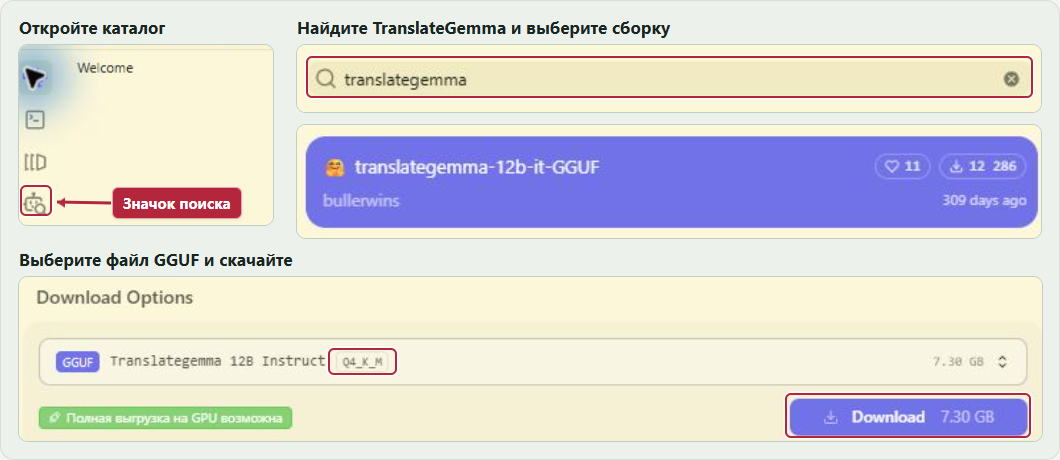 Откройте каталог
Welcome
Значок поиска
Найдите TranslateGemma и выберите сборку
translategemma
translategemma-12b-it-GGUF
11
12 286
bullerwins
309 days ago
Выберите файл GGUF и скачайте
Download Options
GGUF Translategemma 12B Instruct Q4_K_M 7.30 GB
Полная выгрузка на GPU возможна
Download 7.30 GB